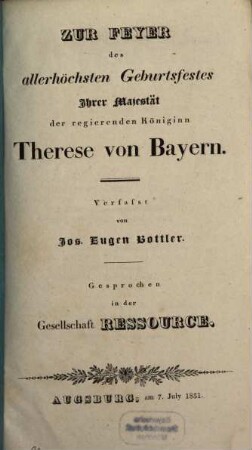 ZUR FEYER
des
allerhöchsten Geburtsfestes
Ihrer Majestät
der regierenden Königinn
Therese von Bayern.
Verfasst
von
Jos. Eugen Bottler.
Gesprochen
in der
Gesellschaft RESSOURCE.
AUGSBURG, am 7. July 1831.
Bayerische